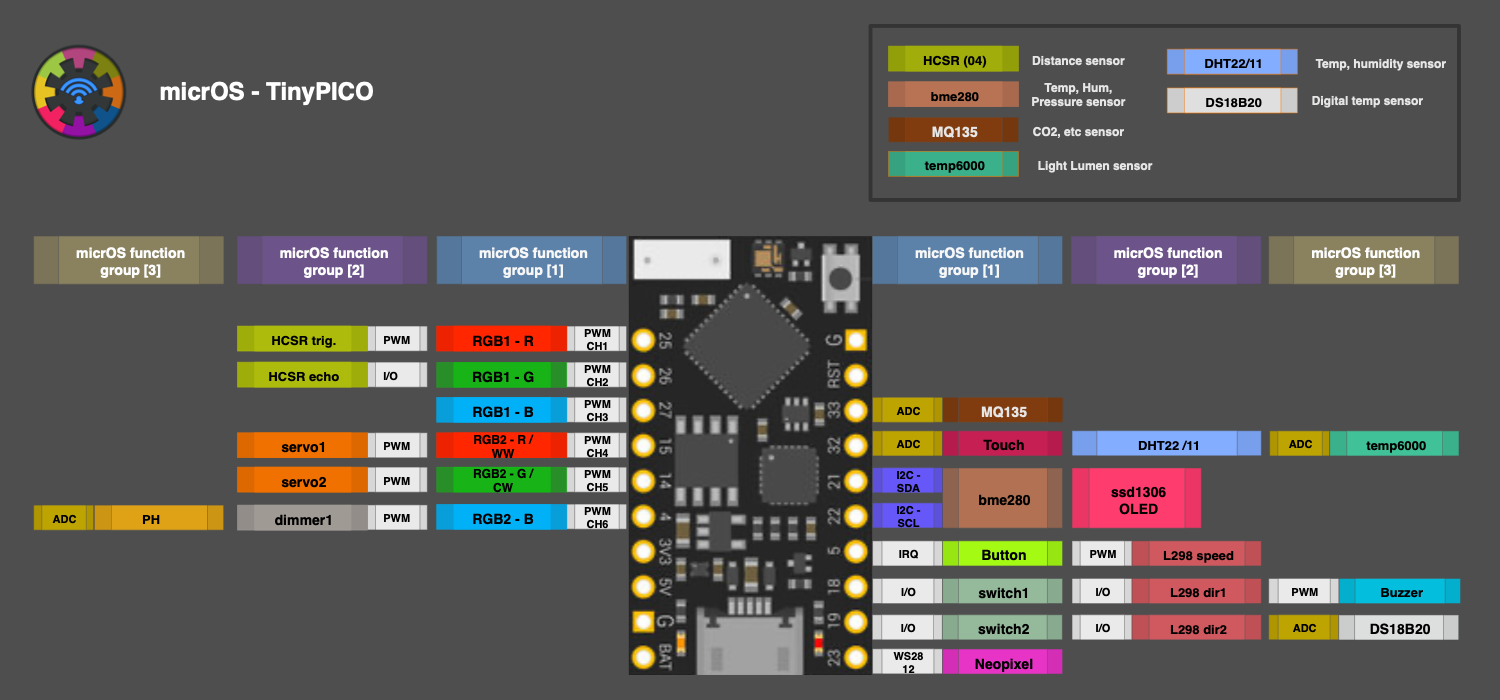 micrOS - TinyPICO
HCSR (04)
Distance sensor
DHT22/11
Temp, humidity sensor
bme280
Temp, Hum,
Pressure sensor
DS18B20
Digital temp sensor
MQ135
CO2, etc sensor
temp6000
Light Lumen sensor
micrOS function
group [3]
micrOS function
group [2]
micrOS function
group [1]
micrOS function
group [1]
micrOS function
group [2]
micrOS function
group [3]
HCSR trig.
PWM
RGB1 - R
PWM
CH1
25
G
HCSR echo
I/O
RGB1 - G
PWM
CH2
26
RST
RGB1 - B
PWM
CH3
27
33
ADC
MQ135
servo1
PWM
RGB2 - R /
WW
PWM
CH4
15
32
ADC
Touch
DHT22 /11
ADC
temp6000
servo2
PWM
RGB2 - G /
CW
PWM
CH5
14
21
I2C -
SDA
bme280
ssd1306
OLED
ADC
PH
dimmer1
PWM
RGB2 - B
PWM
CH6
4
22
I2C -
SCL
3V3
5
IRQ
Button
PWM
L298 speed
5V
18
I/O
switch1
I/O
L298 dir1
PWM
Buzzer
G
19
I/O
switch2
I/O
L298 dir2
ADC
DS18B20
BAT
23
WS28
12
Neopixel